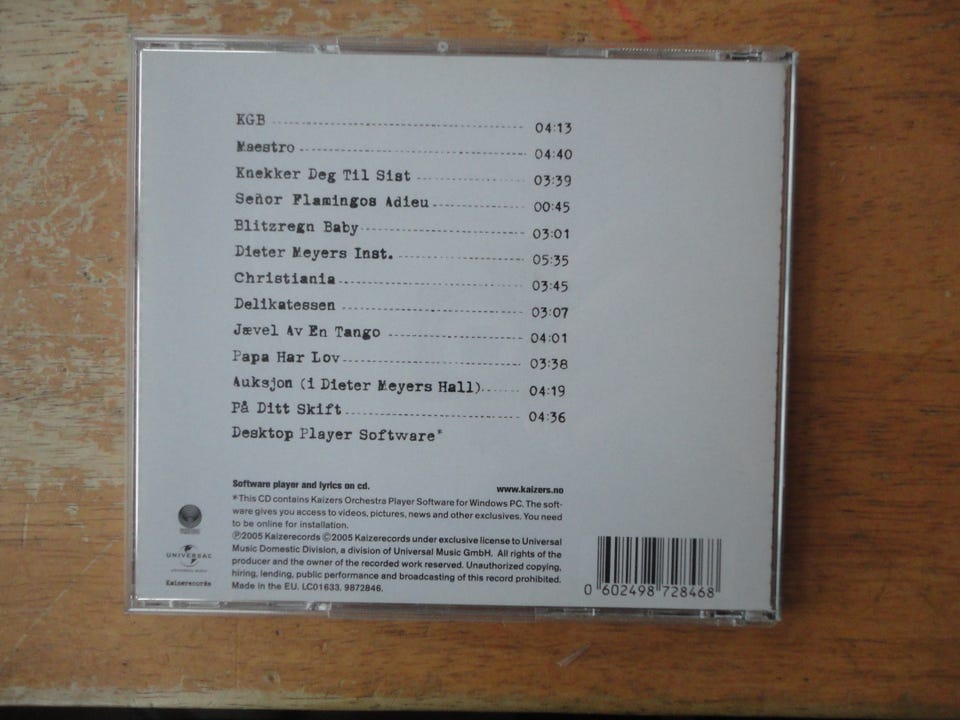 KGB 04:13
Maestro 04:40
Knekker Deg Til Sist 03:39
Señor Flamingos Adieu 00:45
Blitzregn Baby 03:01
Dieter Meyers Inst. 05:35
Christiania 03:45
Delikatessen 03:07
Jævel Av En Tango 04:01
Papa Har Lov 03:38
Auksjon (i Dieter Meyers Hall) 04:19
På Ditt Skift 04:36
Desktop Player Software*
Software player and lyrics on cd. www.kaizers.no
*This CD contains Kaizers Orchestra Player Software for Windows PC. The soft-
ware gives you access to videos, pictures, news and other exclusives. You need
to be online for installation.
℗2005 Kaizerecords ©2005 Kaizerecords under exclusive license to Universal
Music Domestic Division, a division of Universal Music GmbH. All rights of the
producer and the owner of the recorded work reserved. Unauthorized copying,
hiring, lending, public performance and broadcasting of this record prohibited.
Made in the EU. LC01633. 9872846.
UNIVERSAL
Kaizerecords
0 602498 728468